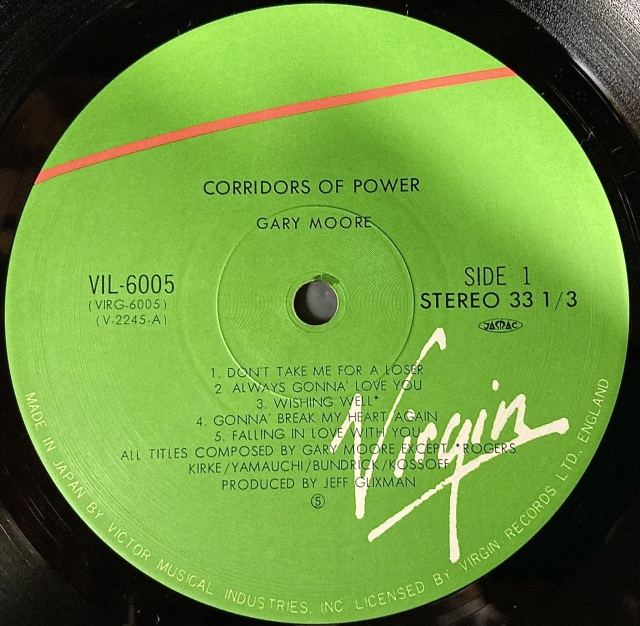 CORRIDORS OF POWER
GARY MOORE
VIL-6005
(VIRG-6005)
(V-2245-A)
SIDE 1
STEREO 33 1/3
JASRAC
1. DON'T TAKE ME FOR A LOSER
2 ALWAYS GONNA' LOVE YOU
3. WISHING WELL*
4. GONNA' BREAK MY HEART AGAIN
5. FALLING IN LOVE WITH YOU
ALL TITLES COMPOSED BY GARY MOORE EXCEPT *ROGERS
KIRKE/YAMAUCHI/BUNDRICK/KOSSOFF
PRODUCED BY JEFF GLIXMAN
⑤
Virgin
MADE IN JAPAN BY VICTOR MUSICAL INDUSTRIES, INC. LICENSED BY VIRGIN RECORDS LTD., ENGLAND